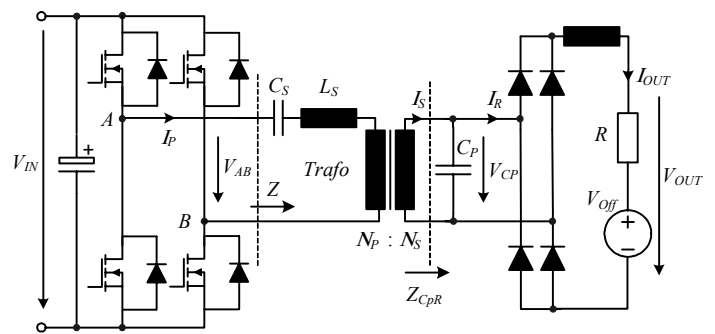 C_S
L_S
I_S
I_R
I_OUT
A
I_P
R
V_IN
+
V_AB
Trafo
C_P
V_CP
V_OUT
Z
V_Off
B
+
−
N_P : N_S
Z_CpR